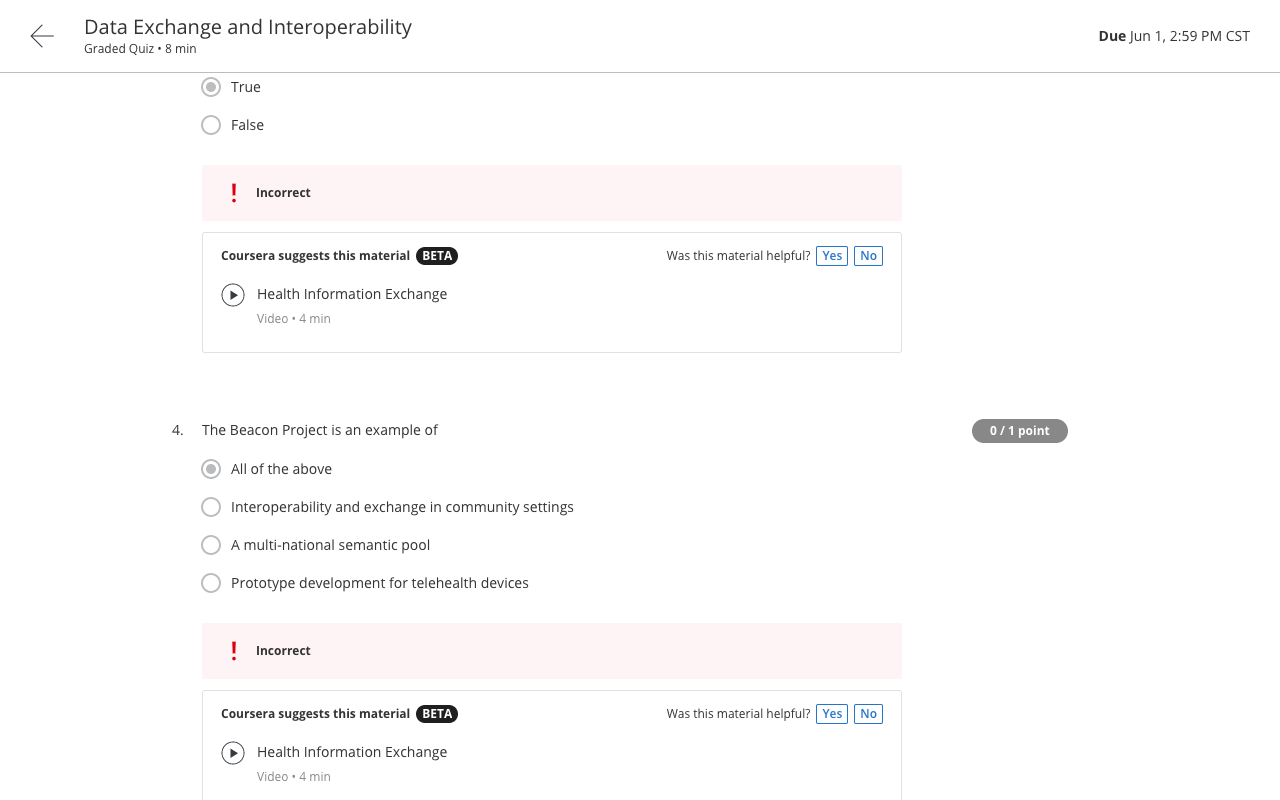 Data Exchange and Interoperability
Graded Quiz • 8 min
Due Jun 1, 2:59 PM CST
True
False
Incorrect
Coursera suggests this material BETA
Was this material helpful? Yes No
Health Information Exchange
Video • 4 min
4. The Beacon Project is an example of
0 / 1 point
All of the above
Interoperability and exchange in community settings
A multi-national semantic pool
Prototype development for telehealth devices
Incorrect
Coursera suggests this material BETA
Was this material helpful? Yes No
Health Information Exchange
Video • 4 min